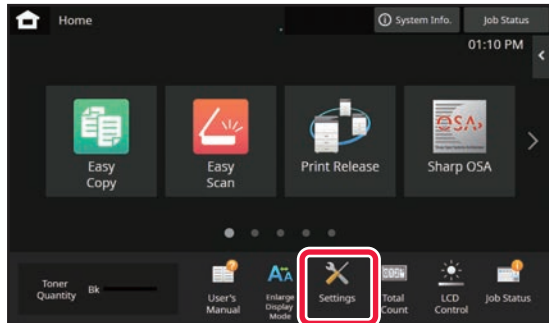 Home
System Info.
Job Status
01:10 PM
Easy
Copy
Easy
Scan
Print Release
OSA
Sharp OSA
Toner
Quantity
Bk
User's
Manual
Enlarge
Display
Mode
Settings
Total
Count
LCD
Control
Job Status